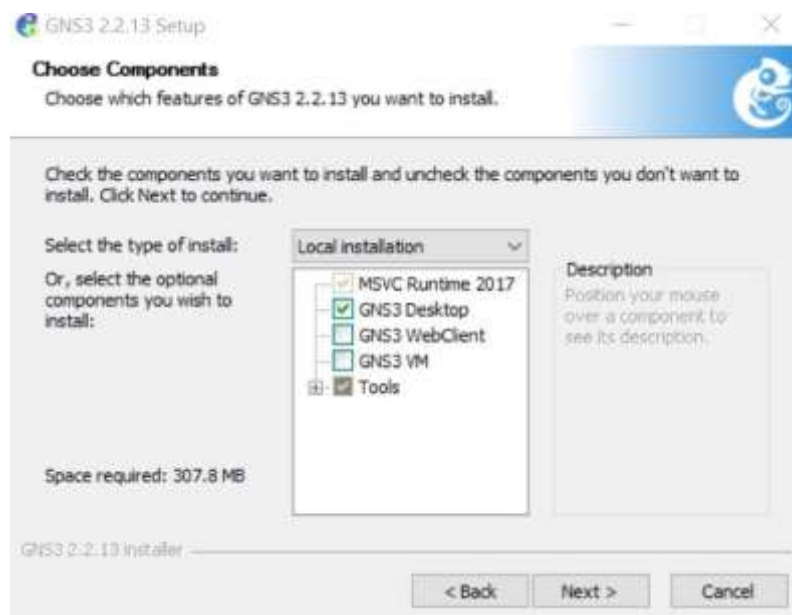 GNS3 2.2.13 Setup
Choose Components
Choose which features of GNS3 2.2.13 you want to install.
Check the components you want to install and uncheck the components you don't want to
install. Click Next to continue.
Select the type of install:
Local installation
Or, select the optional
components you wish to
install:
MSVC Runtime 2017
GNS3 Desktop
GNS3 WebClient
GNS3 VM
Tools
Description
Position your mouse
over a component to
see its description.
Space required: 307.8 MB
GNS3 2.2.13 installer
< Back
Next >
Cancel